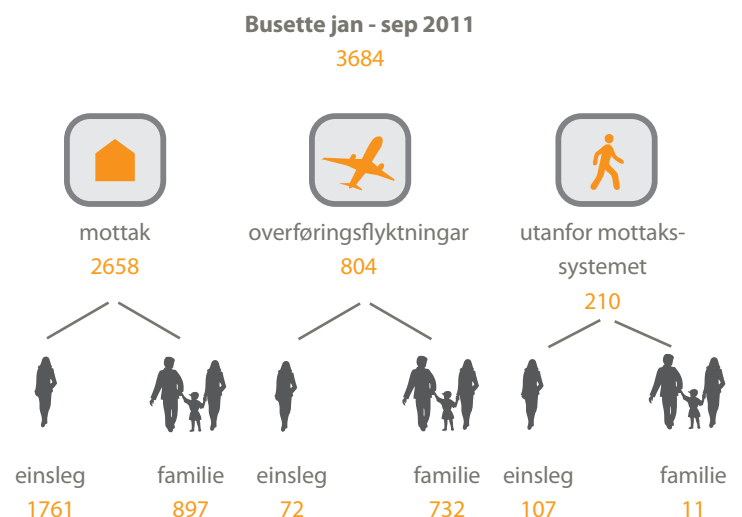 Busette jan - sep 2011
3684
mottak
2658
overføringsflyktningar
804
utanfor mottaks-
systemet
210
einsleg
1761
familie
897
einsleg
72
familie
732
einsleg
107
familie
11